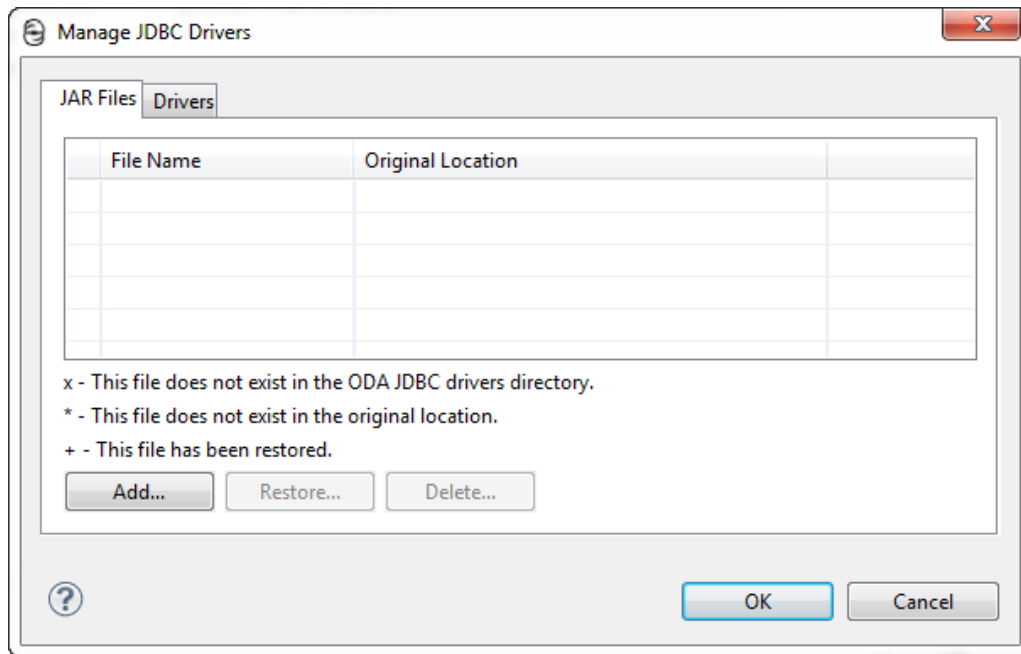 Manage JDBC Drivers
x
JAR Files Drivers
File Name Original Location
x - This file does not exist in the ODA JDBC drivers directory.
* - This file does not exist in the original location.
+ - This file has been restored.
Add... Restore... Delete...
?
OK Cancel